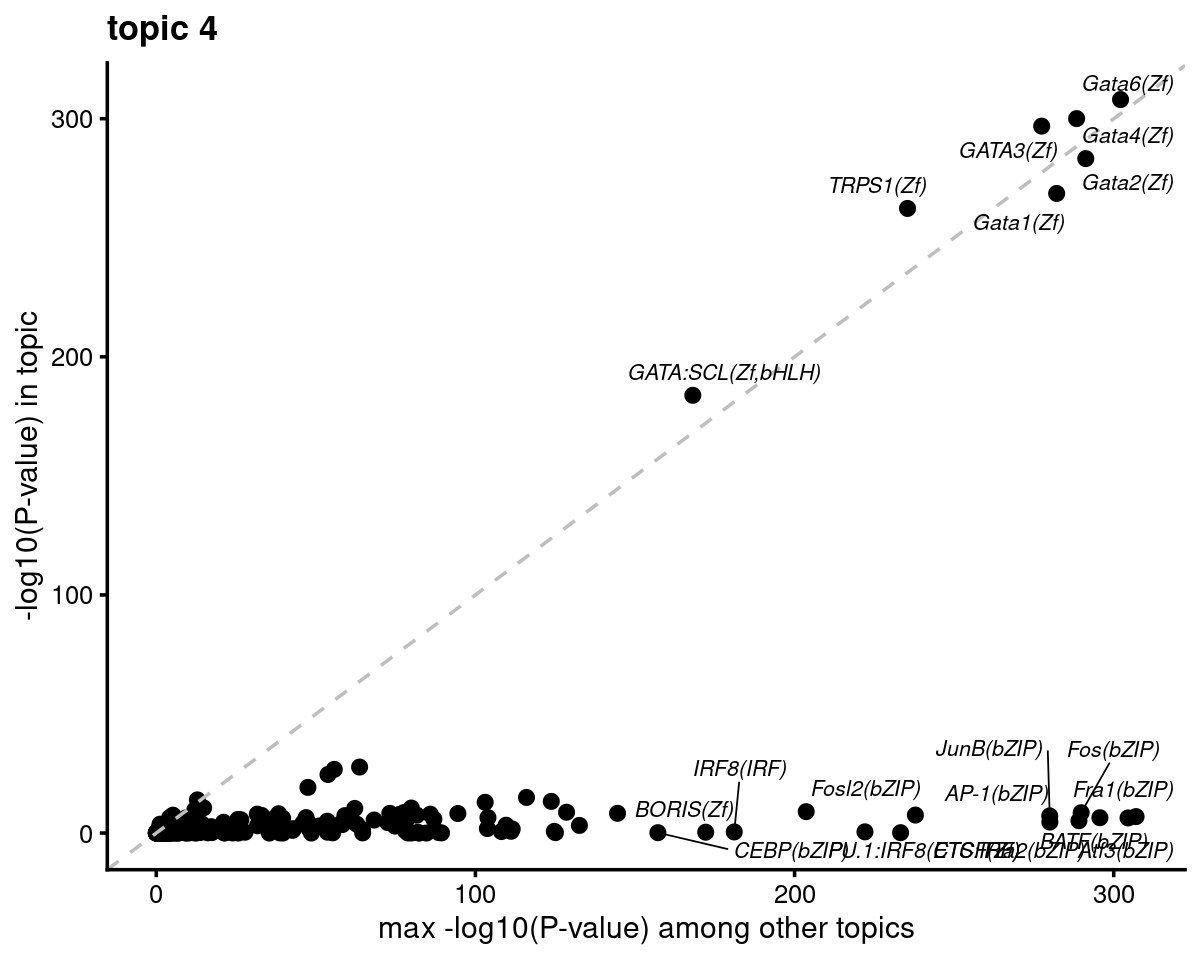 topic 4
-log10(P-value) in topic
300
200
100
0
Gata6(Zf)
Gata4(Zf)
GATA3(Zf)
Gata2(Zf)
TRPS1(Zf)
Gata1(Zf)
GATA:SCL(Zf,bHLH)
JunB(bZIP)
Fos(bZIP)
IRF8(IRF)
Fosl2(bZIP)
AP-1(bZIP)
Fra1(bZIP)
BORIS(Zf)
BATF(bZIP)
CEBP(bZIP)
Atf3(bZIP)
0
100
200
300
max -log10(P-value) among other topics